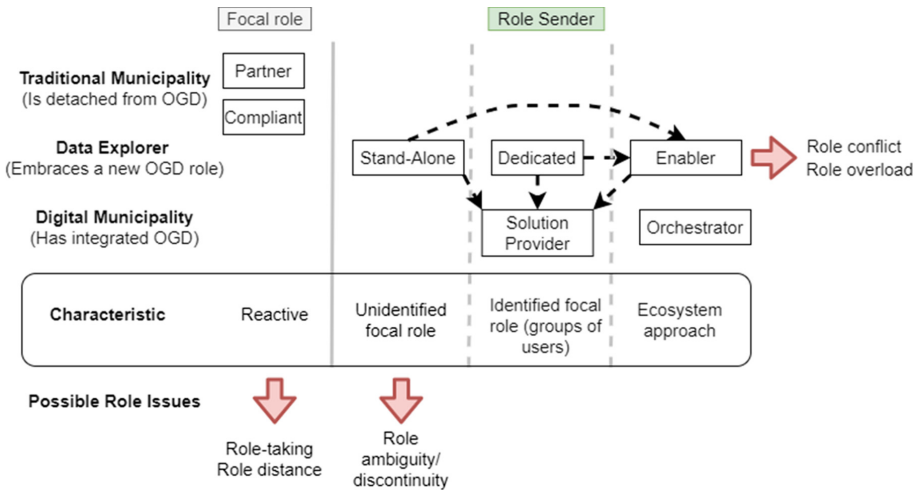 Focal role
Role Sender
Traditional Municipality
(Is detached from OGD)
Partner
Compliant
Data Explorer
(Embraces a new OGD role)
Stand-Alone
Dedicated
Enabler
Role conflict
Role overload
Digital Municipality
(Has integrated OGD)
Solution
Provider
Orchestrator
Characteristic
Reactive
Unidentified
focal role
Identified focal
role (groups of
users)
Ecosystem
approach
Possible Role Issues
Role-taking
Role distance
Role
ambiguity/
discontinuity